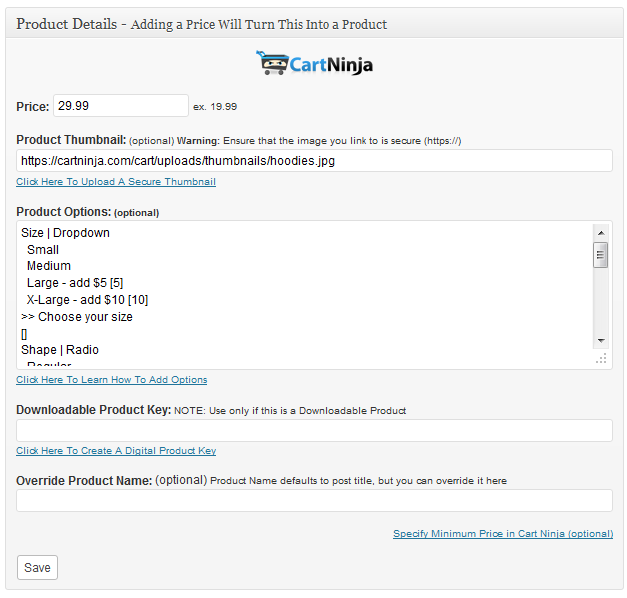 Product Details - Adding a Price Will Turn This Into a Product
CartNinja
Price: 29.99 ex. 19.99
Product Thumbnail: (optional) Warning: Ensure that the image you link to is secure (https://)
https://cartninja.com/cart/uploads/thumbnails/hoodies.jpg
Click Here To Upload A Secure Thumbnail
Product Options: (optional)
Size | Dropdown
Small
Medium
Large - add $5 [5]
X-Large - add $10 [10]
>> Choose your size
[]
Shape | Radio
Regular
Click Here To Learn How To Add Options
Downloadable Product Key: NOTE: Use only if this is a Downloadable Product
Click Here To Create A Digital Product Key
Override Product Name: (optional) Product Name defaults to post title, but you can override it here
Specify Minimum Price in Cart Ninja (optional)
Save